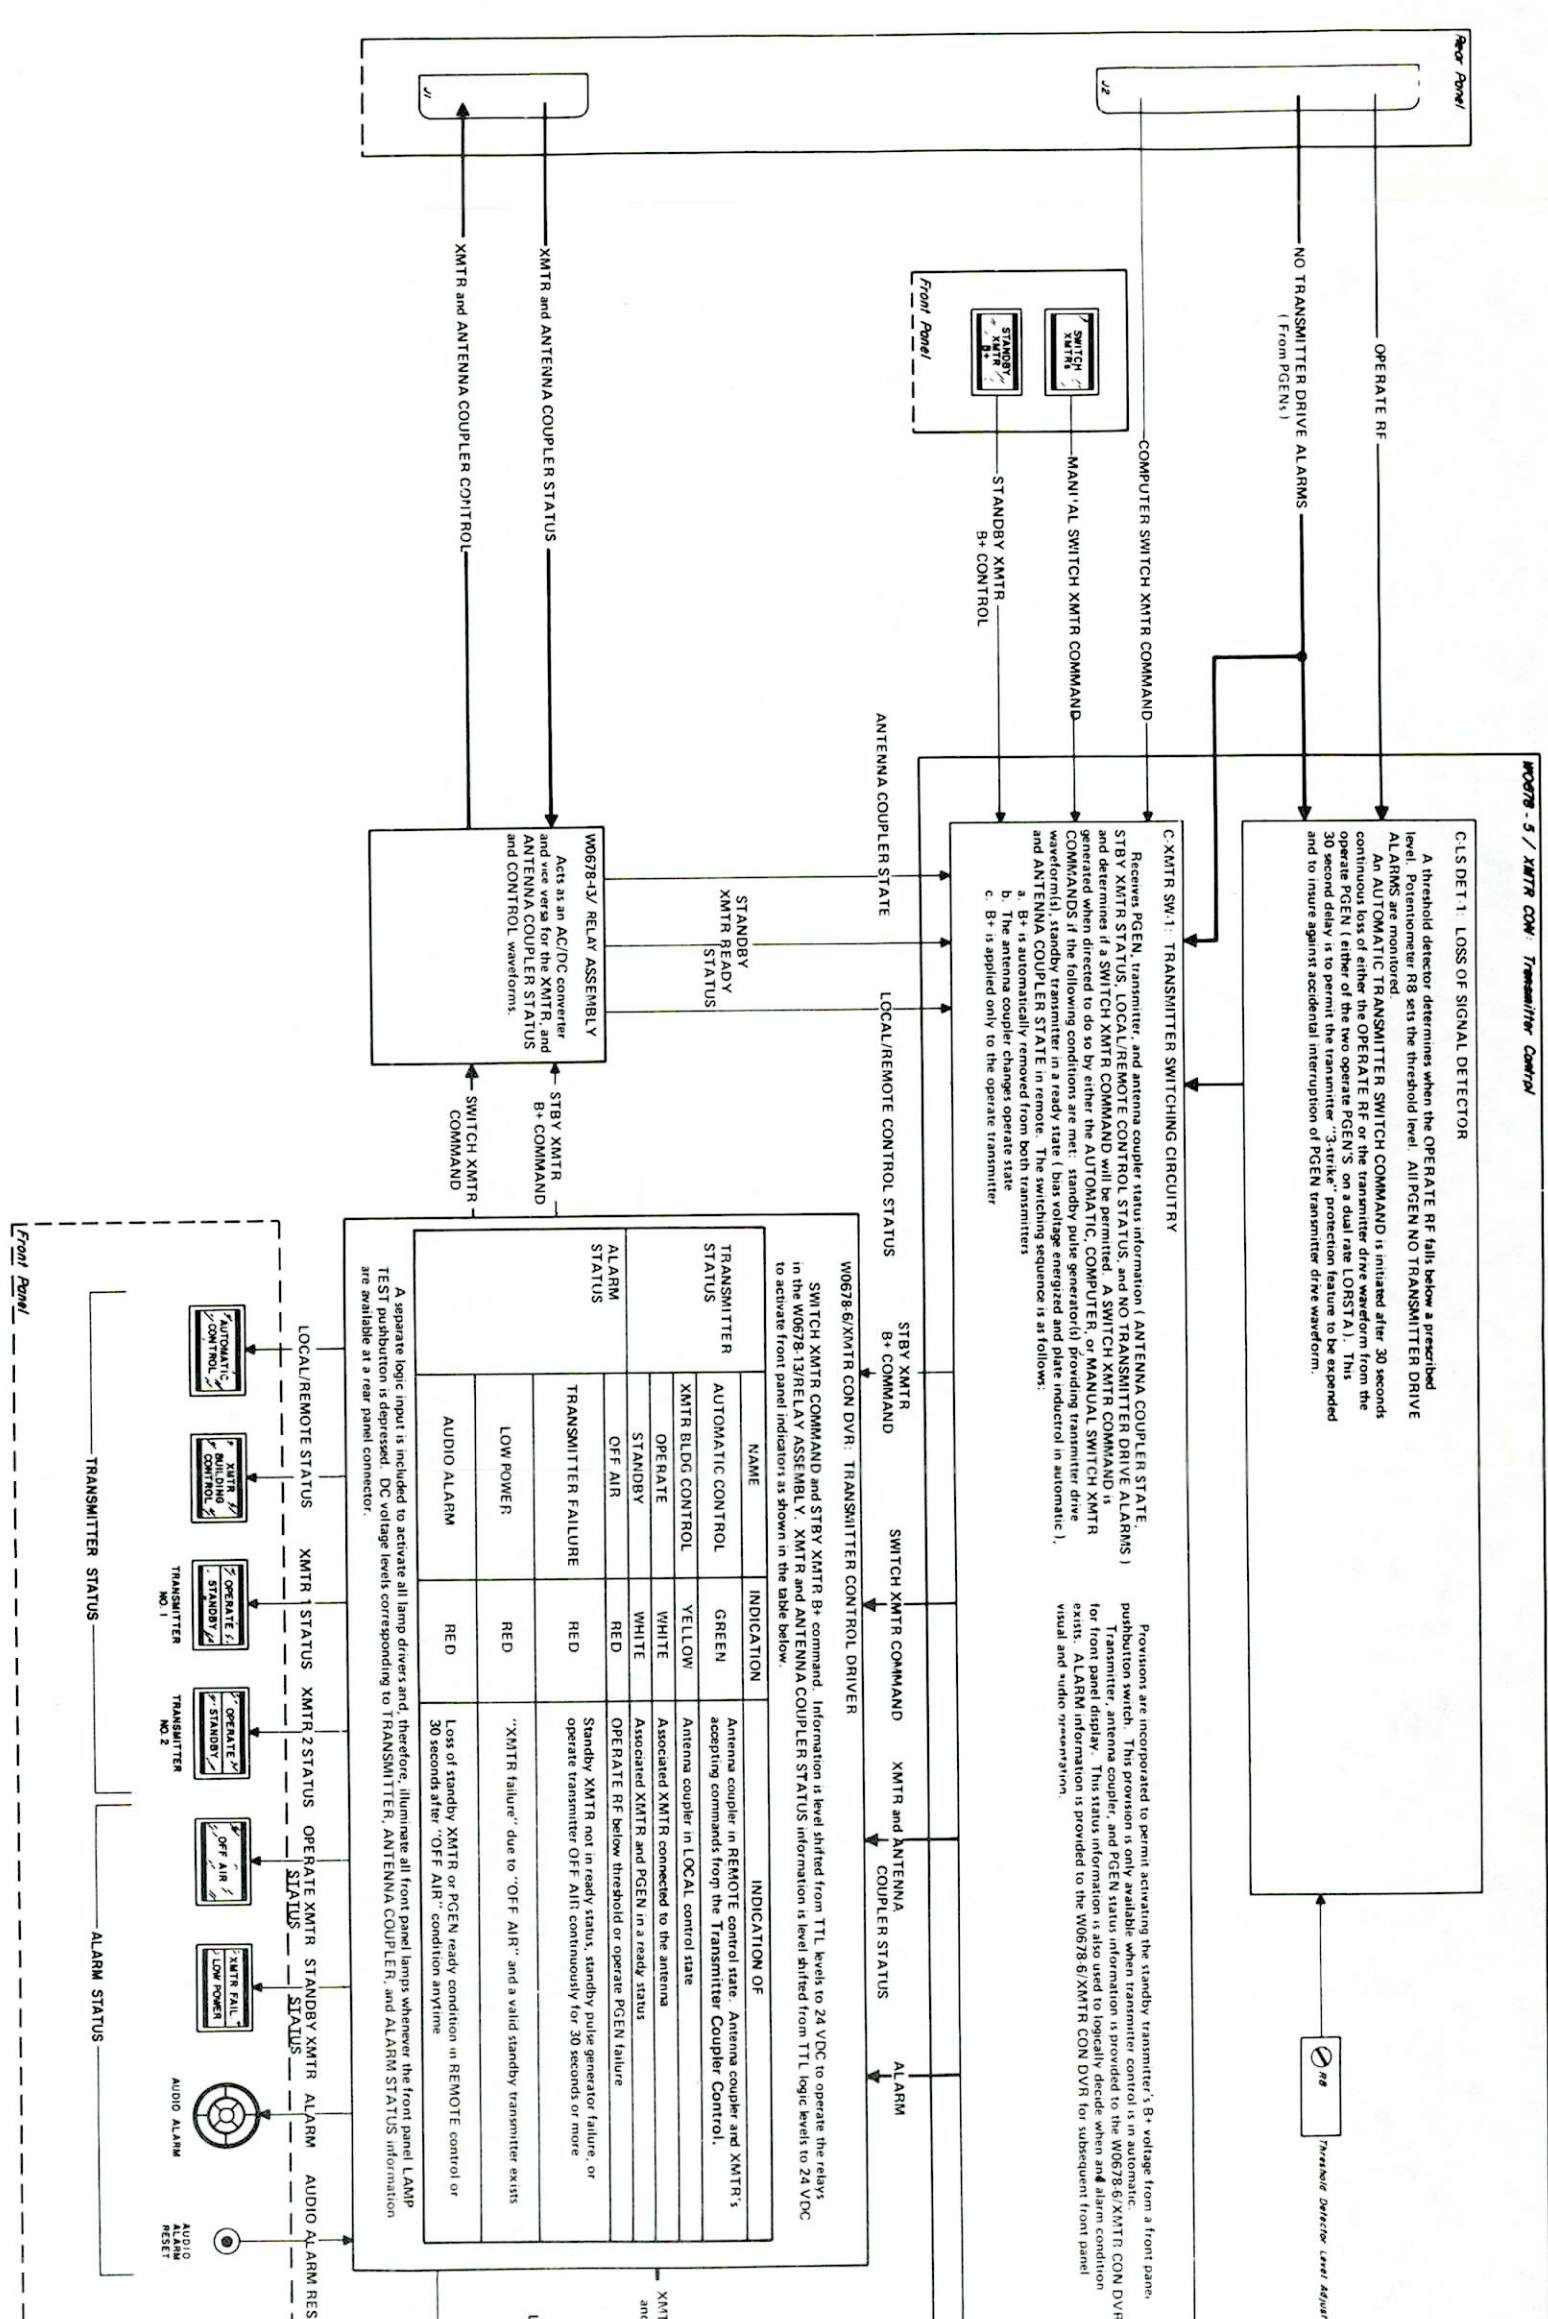 Rear Panel
J2
J1
OPERATE RF
NO TRANSMITTER DRIVE ALARMS
( From PGENs )
COMPUTER SWITCH XMTR COMMAND
MANUAL SWITCH XMTR COMMAND
STANDBY XMTR
B+ CONTROL
SWITCH
XMTRs
STANDBY
XMTR
B+
Front Panel
XMTR and ANTENNA COUPLER STATUS
XMTR and ANTENNA COUPLER CONTROL
W0678 - 5 / XMTR CON: Transmitter Control
C-LS DET-1: LOSS OF SIGNAL DETECTOR
A threshold detector determines when the OPERATE RF falls below a prescribed
level. Potentiometer R8 sets the threshold level. All PGEN NO TRANSMITTER DRIVE
ALARMS are monitored.
An AUTOMATIC TRANSMITTER SWITCH COMMAND is initiated after 30 seconds
continuous loss of either the OPERATE RF or the transmitter drive waveform from the
operate PGEN ( either of the two operate PGEN'S on a dual rate LORSTA ). This
30 second delay is to permit the transmitter "3-strike" protection feature to be expended
and to insure against accidental interruption of PGEN transmitter drive waveform.
R8
Threshold Detector Level Adjust
C-XMTR SW-1: TRANSMITTER SWITCHING CIRCUITRY
Receives PGEN, transmitter, and antenna coupler status information ( ANTENNA COUPLER STATE,
STBY XMTR STATUS, LOCAL/REMOTE CONTROL STATUS, and NO TRANSMITTER DRIVE ALARMS )
and determines if a SWITCH XMTR COMMAND will be permitted. A SWITCH XMTR COMMAND is
generated when directed to do so by either the AUTOMATIC, COMPUTER, or MANUAL SWITCH XMTR
COMMANDS if the following conditions are met: standby pulse generator(s) providing transmitter drive
waveform(s), standby transmitter in a ready state ( bias voltage energized and plate inductrol in automatic ),
and ANTENNA COUPLER STATE in remote. The switching sequence is as follows:
a. B+ is automatically removed from both transmitters
b. The antenna coupler changes operate state
c. B+ is applied only to the operate transmitter
Provisions are incorporated to permit activating the standby transmitter's B+ voltage from a front pane
pushbutton switch. This provision is only available when transmitter control is in automatic.
Transmitter, antenna coupler, and PGEN status information is provided to the W0678-6/XMTR CON DVR
for front panel display. This status information is also used to logically decide when and alarm condition
exists. ALARM information is provided to the W0678-6/XMTR CON DVR for subsequent front panel
visual and audio presentation.
ANTENNA COUPLER STATE
STANDBY
XMTR READY
STATUS
LOCAL/REMOTE CONTROL STATUS
STBY XMTR
B+ COMMAND
SWITCH XMTR COMMAND
XMTR and ANTENNA
COUPLER STATUS
ALARM
W0678-13/ RELAY ASSEMBLY
Acts as an AC/DC converter
and vice versa for the XMTR, and
ANTENNA COUPLER STATUS
and CONTROL waveforms.
STBY XMTR
B+ COMMAND
SWITCH XMTR
COMMAND
W0678-6/XMTR CON DVR: TRANSMITTER CONTROL DRIVER
SWITCH XMTR COMMAND and STBY XMTR B+ command. Information is level shifted from TTL levels to 24 VDC to operate the relays
in the W0678-13/RELAY ASSEMBLY. XMTR and ANTENNA COUPLER STATUS information is level shifted from TTL logic levels to 24 VDC
to activate front panel indicators as shown in the table below.
NAME INDICATION INDICATION OF
TRANSMITTER
STATUS
AUTOMATIC CONTROL GREEN Antenna coupler in REMOTE control state. Antenna coupler and XMTR's
accepting commands from the Transmitter Coupler Control.
XMTR BLDG CONTROL YELLOW Antenna coupler in LOCAL control state
OPERATE WHITE Associated XMTR connected to the antenna
STANDBY WHITE Associated XMTR and PGEN in a ready status
ALARM
STATUS
OFF AIR RED OPERATE RF below threshold or operate PGEN failure
TRANSMITTER FAILURE RED Standby XMTR not in ready status, standby pulse generator failure, or
operate transmitter OFF AIR continuously for 30 seconds or more
LOW POWER RED "XMTR failure" due to "OFF AIR" and a valid standby transmitter exists
AUDIO ALARM RED Loss of standby XMTR or PGEN ready condition in REMOTE control or
30 seconds after "OFF AIR" condition anytime
A separate logic input is included to activate all lamp drivers and, therefore, illuminate all front panel lamps whenever the front panel LAMP
TEST pushbutton is depressed. DC voltage levels corresponding to TRANSMITTER, ANTENNA COUPLER, and ALARM STATUS information
are available at a rear panel connector.
XMT
and
L
LOCAL/REMOTE STATUS
XMTR 1 STATUS
XMTR 2 STATUS
OPERATE XMTR
STATUS
STANDBY XMTR
STATUS
ALARM
AUDIO ALARM RES
AUTOMATIC
CONTROL
XMTR
BUILDING
CONTROL
OPERATE
STANDBY
TRANSMITTER
NO. 1
OPERATE
STANDBY
TRANSMITTER
NO. 2
OFF AIR
XMTR FAIL
LOW POWER
AUDIO ALARM
AUDIO
ALARM
RESET
TRANSMITTER STATUS
ALARM STATUS
Front Panel